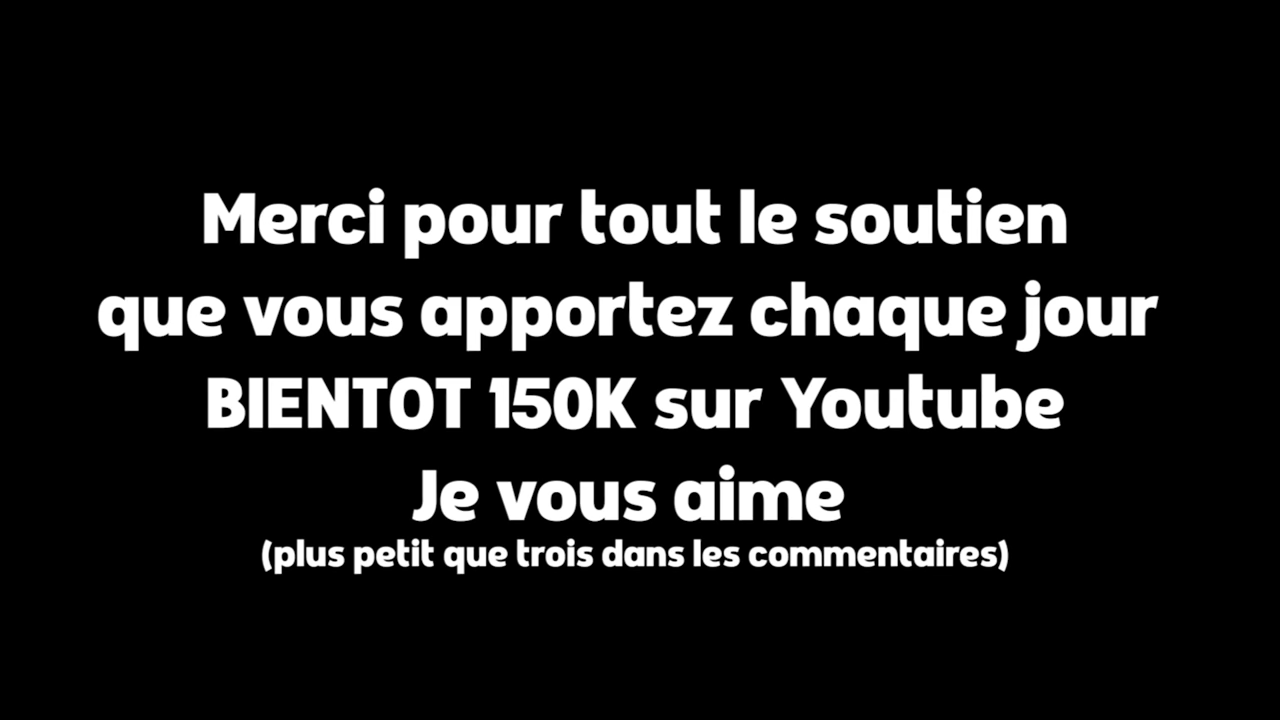 Merci pour tout le soutien
que vous apportez chaque jour
BIENTOT 150K sur Youtube
Je vous aime
(plus petit que trois dans les commentaires)